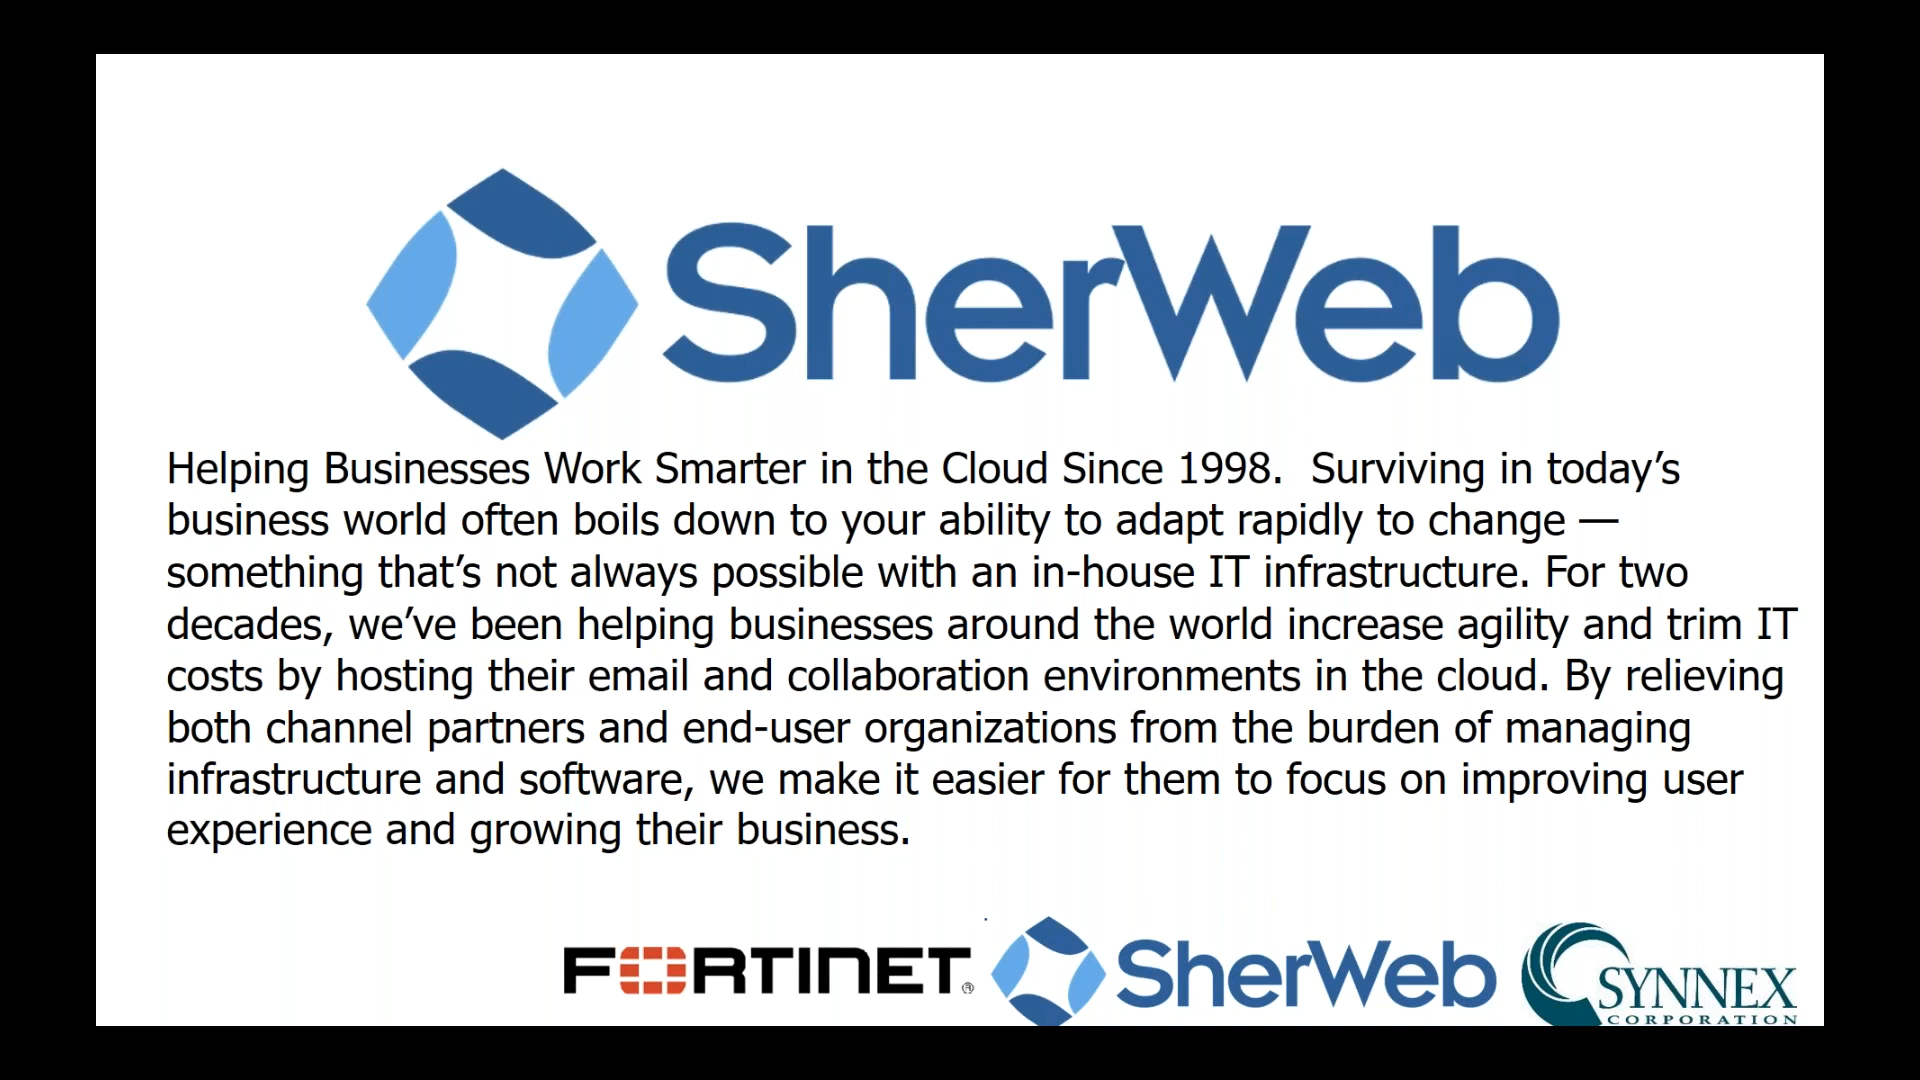 SherWeb
Helping Businesses Work Smarter in the Cloud Since 1998.  Surviving in today’s
business world often boils down to your ability to adapt rapidly to change —
something that’s not always possible with an in-house IT infrastructure. For two
decades, we’ve been helping businesses around the world increase agility and trim IT
costs by hosting their email and collaboration environments in the cloud. By relieving
both channel partners and end-user organizations from the burden of managing
infrastructure and software, we make it easier for them to focus on improving user
experience and growing their business.
FORTINET® SherWeb SYNNEX
CORPORATION